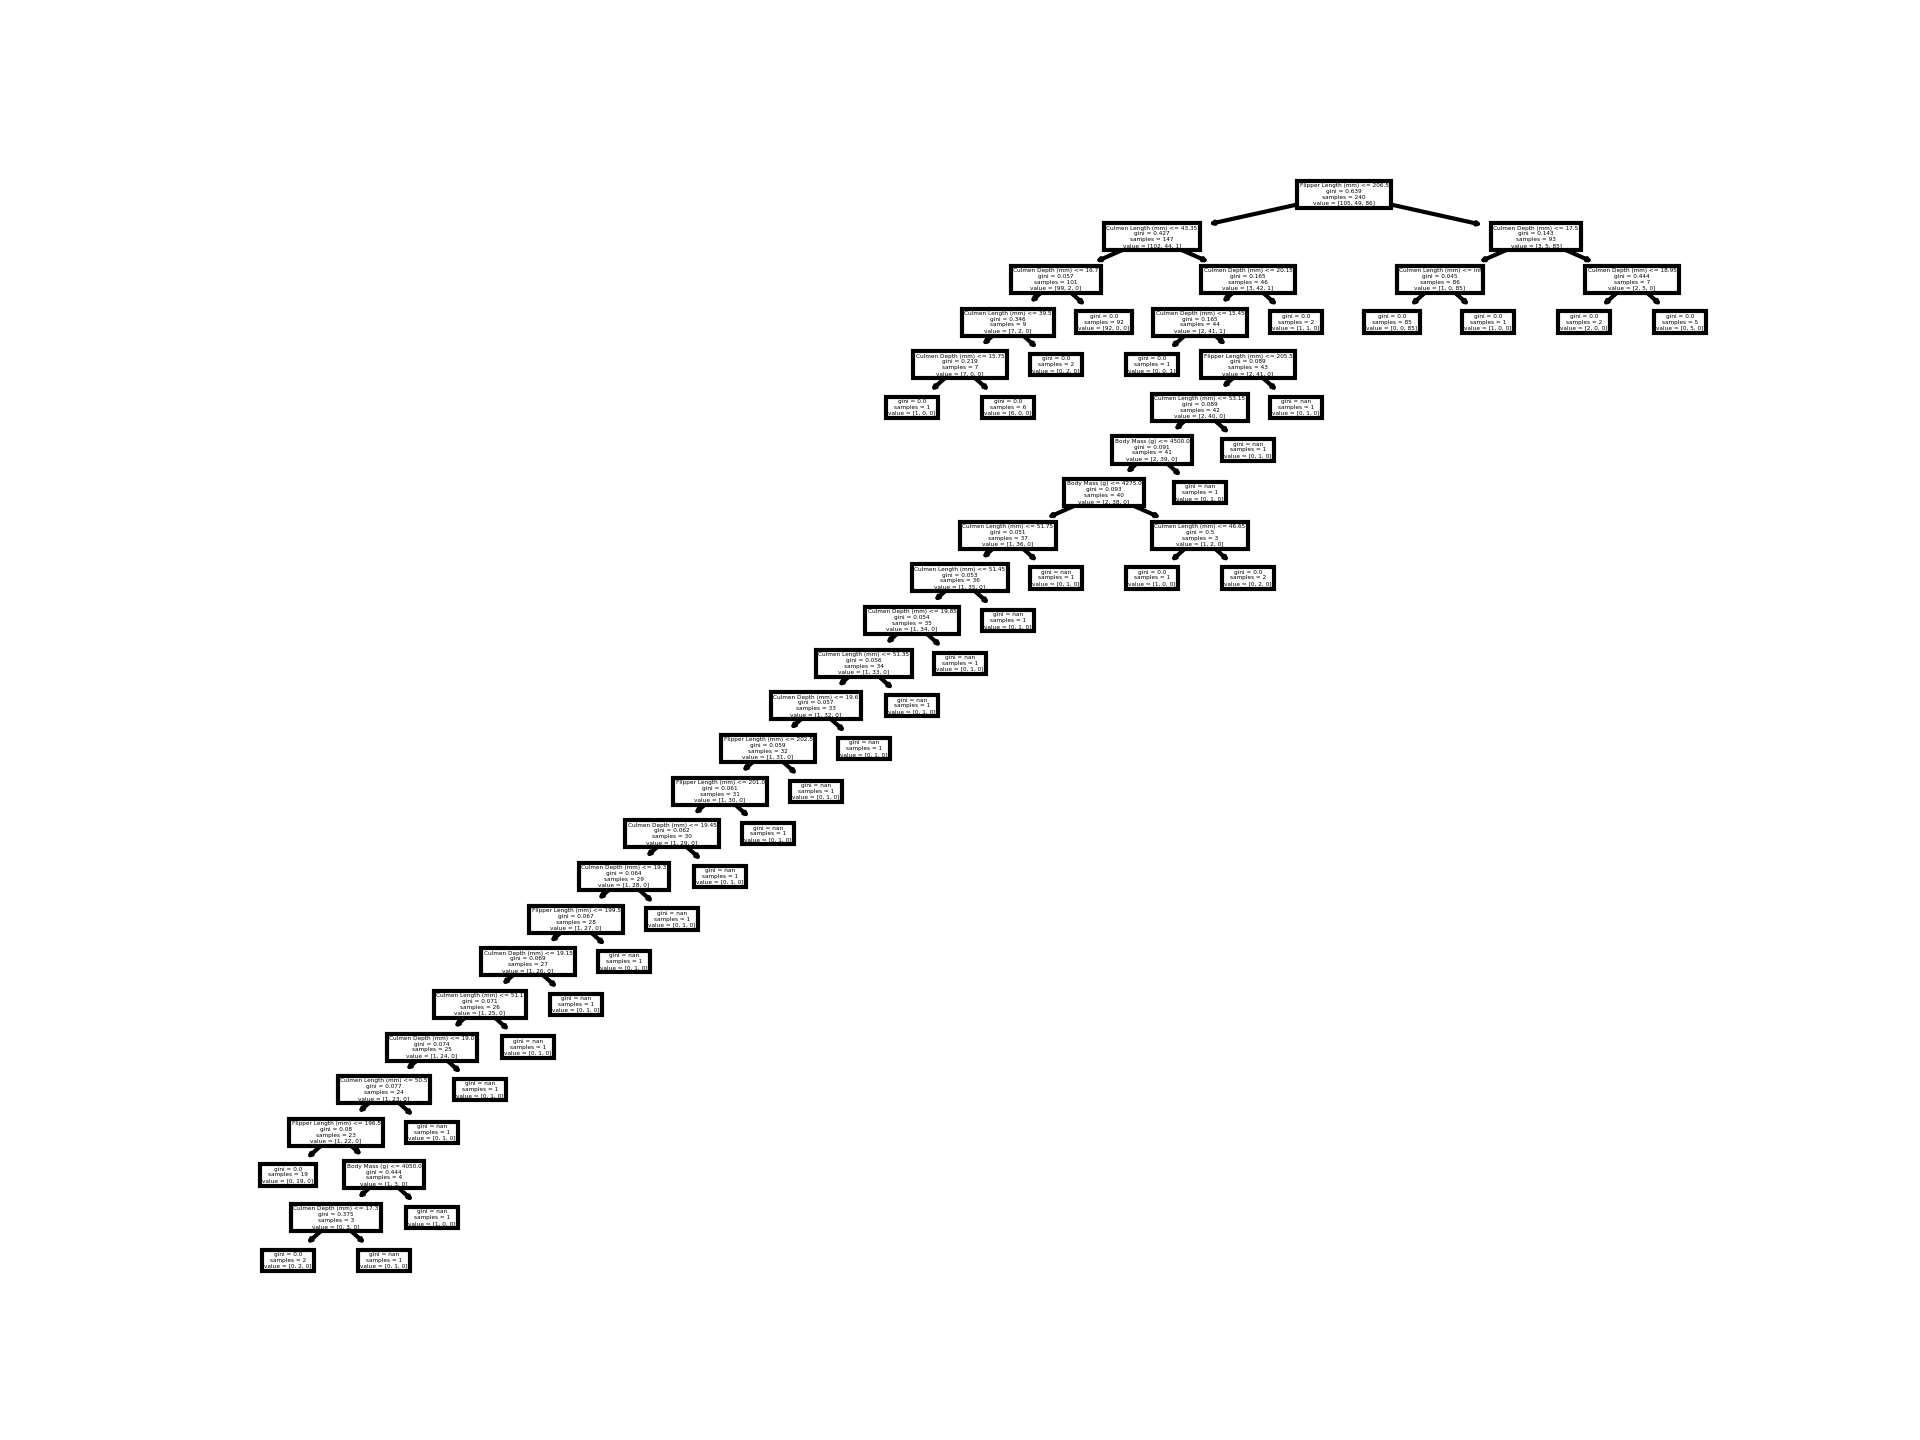 Flipper Length (mm) <= 206.5
gini = 0.639
samples = 240
value = [105, 49, 86]
Culmen Length (mm) <= 43.35
gini = 0.427
samples = 147
value = [102, 44, 1]
Culmen Depth (mm) <= 17.5
gini = 0.143
samples = 93
value = [3, 5, 85]
Culmen Depth (mm) <= 16.7
gini = 0.057
samples = 101
value = [99, 2, 0]
Culmen Depth (mm) <= 20.15
gini = 0.165
samples = 46
value = [3, 42, 1]
Culmen Length (mm) <= inf
gini = 0.045
samples = 86
value = [1, 0, 85]
Culmen Depth (mm) <= 18.95
gini = 0.444
samples = 7
value = [2, 5, 0]
Culmen Length (mm) <= 39.5
gini = 0.346
samples = 9
value = [7, 2, 0]
gini = 0.0
samples = 92
value = [92, 0, 0]
Culmen Depth (mm) <= 15.45
gini = 0.165
samples = 44
value = [2, 41, 1]
gini = 0.0
samples = 2
value = [1, 1, 0]
gini = 0.0
samples = 85
value = [0, 0, 85]
gini = 0.0
samples = 1
value = [1, 0, 0]
gini = 0.0
samples = 2
value = [2, 0, 0]
gini = 0.0
samples = 5
value = [0, 5, 0]
Culmen Depth (mm) <= 15.75
gini = 0.219
samples = 7
value = [7, 0, 0]
gini = 0.0
samples = 2
value = [0, 2, 0]
gini = 0.0
samples = 1
value = [0, 0, 1]
Flipper Length (mm) <= 205.5
gini = 0.089
samples = 43
value = [2, 41, 0]
gini = 0.0
samples = 1
value = [1, 0, 0]
gini = 0.0
samples = 6
value = [6, 0, 0]
Culmen Length (mm) <= 53.15
gini = 0.089
samples = 42
value = [2, 40, 0]
gini = nan
samples = 1
value = [0, 1, 0]
Body Mass (g) <= 4500.0
gini = 0.091
samples = 41
value = [2, 39, 0]
gini = nan
samples = 1
value = [0, 1, 0]
Body Mass (g) <= 4275.0
gini = 0.093
samples = 40
value = [2, 38, 0]
gini = nan
samples = 1
value = [0, 1, 0]
Culmen Length (mm) <= 51.75
gini = 0.051
samples = 37
value = [1, 36, 0]
Culmen Length (mm) <= 46.65
gini = 0.5
samples = 3
value = [1, 2, 0]
Culmen Length (mm) <= 51.45
gini = 0.053
samples = 36
value = [1, 35, 0]
gini = nan
samples = 1
value = [0, 1, 0]
gini = 0.0
samples = 1
value = [1, 0, 0]
gini = 0.0
samples = 2
value = [0, 2, 0]
Culmen Depth (mm) <= 19.85
gini = 0.054
samples = 35
value = [1, 34, 0]
gini = nan
samples = 1
value = [0, 1, 0]
Culmen Length (mm) <= 51.35
gini = 0.056
samples = 34
value = [1, 33, 0]
gini = nan
samples = 1
value = [0, 1, 0]
Culmen Depth (mm) <= 19.6
gini = 0.057
samples = 33
value = [1, 32, 0]
gini = nan
samples = 1
value = [0, 1, 0]
Flipper Length (mm) <= 202.5
gini = 0.059
samples = 32
value = [1, 31, 0]
gini = nan
samples = 1
value = [0, 1, 0]
Flipper Length (mm) <= 201.0
gini = 0.061
samples = 31
value = [1, 30, 0]
gini = nan
samples = 1
value = [0, 1, 0]
Culmen Depth (mm) <= 19.45
gini = 0.062
samples = 30
value = [1, 29, 0]
gini = nan
samples = 1
value = [0, 1, 0]
Culmen Depth (mm) <= 19.3
gini = 0.064
samples = 29
value = [1, 28, 0]
gini = nan
samples = 1
value = [0, 1, 0]
Flipper Length (mm) <= 199.5
gini = 0.067
samples = 28
value = [1, 27, 0]
gini = nan
samples = 1
value = [0, 1, 0]
Culmen Depth (mm) <= 19.15
gini = 0.069
samples = 27
value = [1, 26, 0]
gini = nan
samples = 1
value = [0, 1, 0]
Culmen Length (mm) <= 51.1
gini = 0.071
samples = 26
value = [1, 25, 0]
gini = nan
samples = 1
value = [0, 1, 0]
Culmen Depth (mm) <= 19.0
gini = 0.074
samples = 25
value = [1, 24, 0]
gini = nan
samples = 1
value = [0, 1, 0]
Culmen Length (mm) <= 50.5
gini = 0.077
samples = 24
value = [1, 23, 0]
gini = nan
samples = 1
value = [0, 1, 0]
Flipper Length (mm) <= 196.5
gini = 0.08
samples = 23
value = [1, 22, 0]
gini = nan
samples = 1
value = [0, 1, 0]
gini = 0.0
samples = 19
value = [0, 19, 0]
Body Mass (g) <= 4050.0
gini = 0.444
samples = 4
value = [1, 3, 0]
Culmen Depth (mm) <= 17.3
gini = 0.375
samples = 3
value = [0, 3, 0]
gini = nan
samples = 1
value = [1, 0, 0]
gini = 0.0
samples = 2
value = [0, 2, 0]
gini = nan
samples = 1
value = [0, 1, 0]